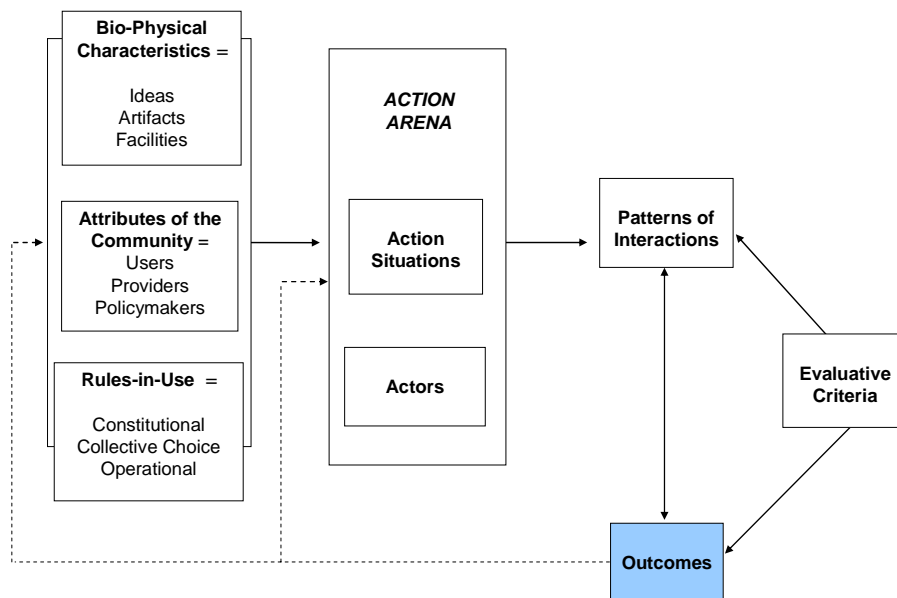 Bio-Physical
Characteristics =
Ideas
Artifacts
Facilities
Attributes of the
Community =
Users
Providers
Policymakers
Rules-in-Use =
Constitutional
Collective Choice
Operational
ACTION
ARENA
Action
Situations
Actors
Patterns of
Interactions
Evaluative
Criteria
Outcomes